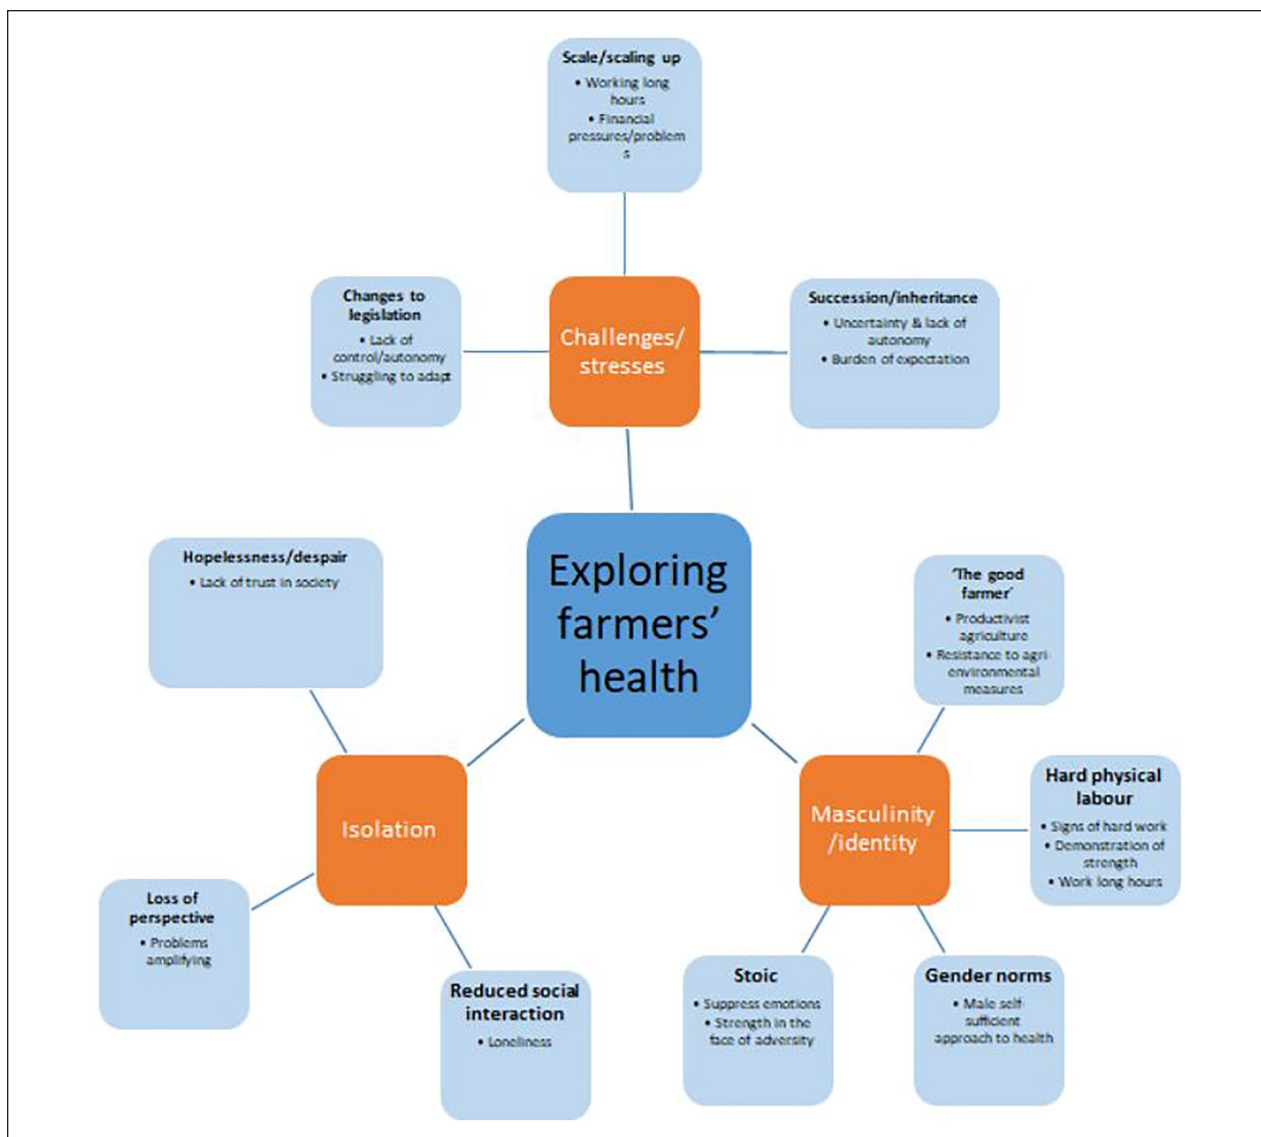 Scale/scaling up
• Working long
hours
• Financial
pressures/problem
s
Changes to
legislation
• Lack of
control/autonomy
• Struggling to adapt
Challenges/
stresses
Succession/inheritance
• Uncertainty & lack of
autonomy
• Burden of expectation
Exploring
farmers’
health
Hopelessness/despair
• Lack of trust in society
‘The good
farmer’
• Productivist
agriculture
• Resistance to agri-
environmental
measures
Isolation
Masculinity
/identity
Hard physical
labour
• Signs of hard work
• Demonstration of
strength
• Work long hours
Loss of
perspective
• Problems
amplifying
Reduced social
interaction
• Loneliness
Stoic
• Suppress emotions
• Strength in the
face of adversity
Gender norms
• Male self-
sufficient
approach to health